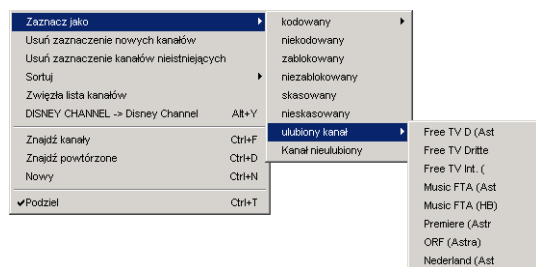 Zaznacz jako
Usuń zaznaczenie nowych kanałów
Usuń zaznaczenie kanałów nieistniejących
Sortuj
Zwięzła lista kanałów
DISNEY CHANNEL -> Disney Channel Alt+Y
Znajdź kanały Ctrl+F
Znajdź powtórzone Ctrl+D
Nowy Ctrl+N
Podziel Ctrl+T
kodowany
niekodowany
zablokowany
niezablokowany
skasowany
nieskasowany
ulubiony kanał
Kanał nieulubiony
Free TV D (Ast
Free TV Dritte
Free TV Int. (
Music FTA (Ast
Music FTA (HB)
Premiere (Astr
ORF (Astra)
Nederland (Ast